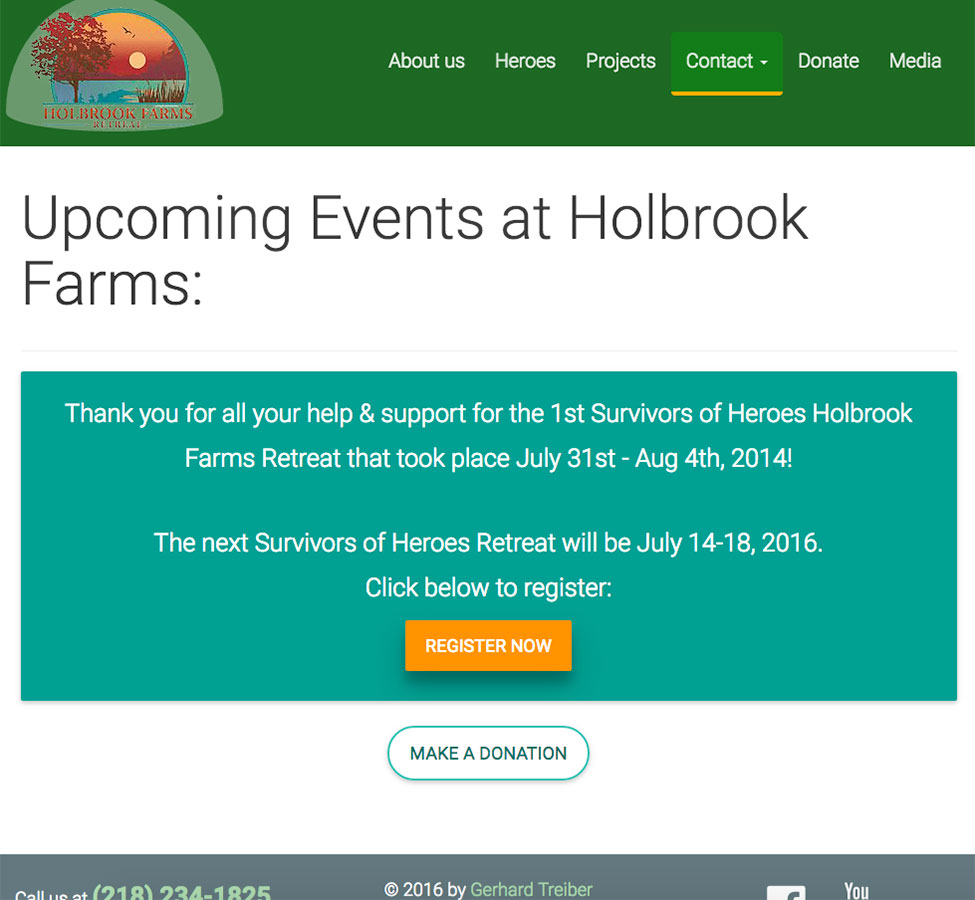 HOLBROOK FARMS
RETREAT
About us
Heroes
Projects
Contact
Donate
Media
Upcoming Events at Holbrook
Farms:
Thank you for all your help & support for the 1st Survivors of Heroes Holbrook
Farms Retreat that took place July 31st - Aug 4th, 2014!
The next Survivors of Heroes Retreat will be July 14-18, 2016.
Click below to register:
REGISTER NOW
MAKE A DONATION
Call us at (218) 234-1825
© 2016 by Gerhard Treiber
f
You